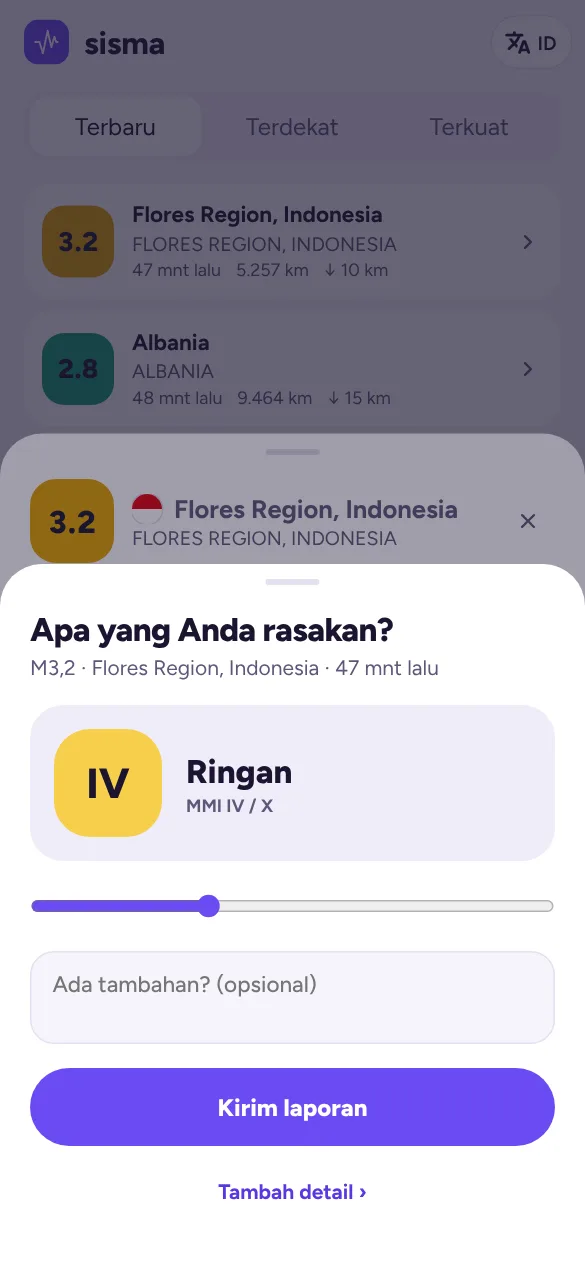 sisma
ID
Terbaru
Terdekat
Terkuat
3.2
Flores Region, Indonesia
FLORES REGION, INDONESIA
47 mnt lalu 5.257 km ↓ 10 km
2.8
Albania
ALBANIA
48 mnt lalu 9.464 km ↓ 15 km
3.2
Flores Region, Indonesia
FLORES REGION, INDONESIA
Apa yang Anda rasakan?
M3,2 · Flores Region, Indonesia · 47 mnt lalu
IV
Ringan
MMI IV / X
Ada tambahan? (opsional)
Kirim laporan
Tambah detail ›